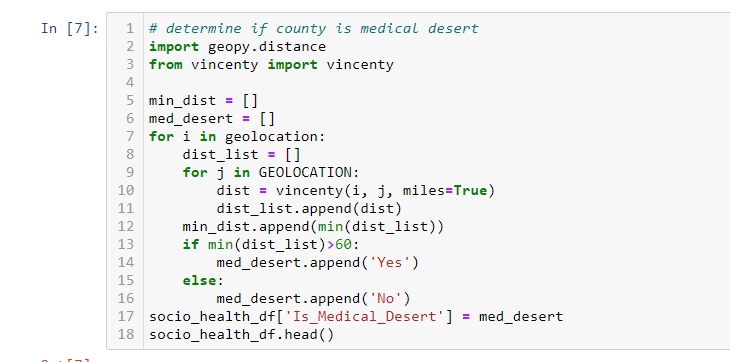 In [7]:
1 # determine if county is medical desert
2 import geopy.distance
3 from vincenty import vincenty
4
5 min_dist = []
6 med_desert = []
7 for i in geolocation:
8     dist_list = []
9     for j in GEOLOCATION:
10         dist = vincenty(i, j, miles=True)
11         dist_list.append(dist)
12     min_dist.append(min(dist_list))
13     if min(dist_list)>60:
14         med_desert.append('Yes')
15     else:
16         med_desert.append('No')
17 socio_health_df['Is_Medical_Desert'] = med_desert
18 socio_health_df.head()